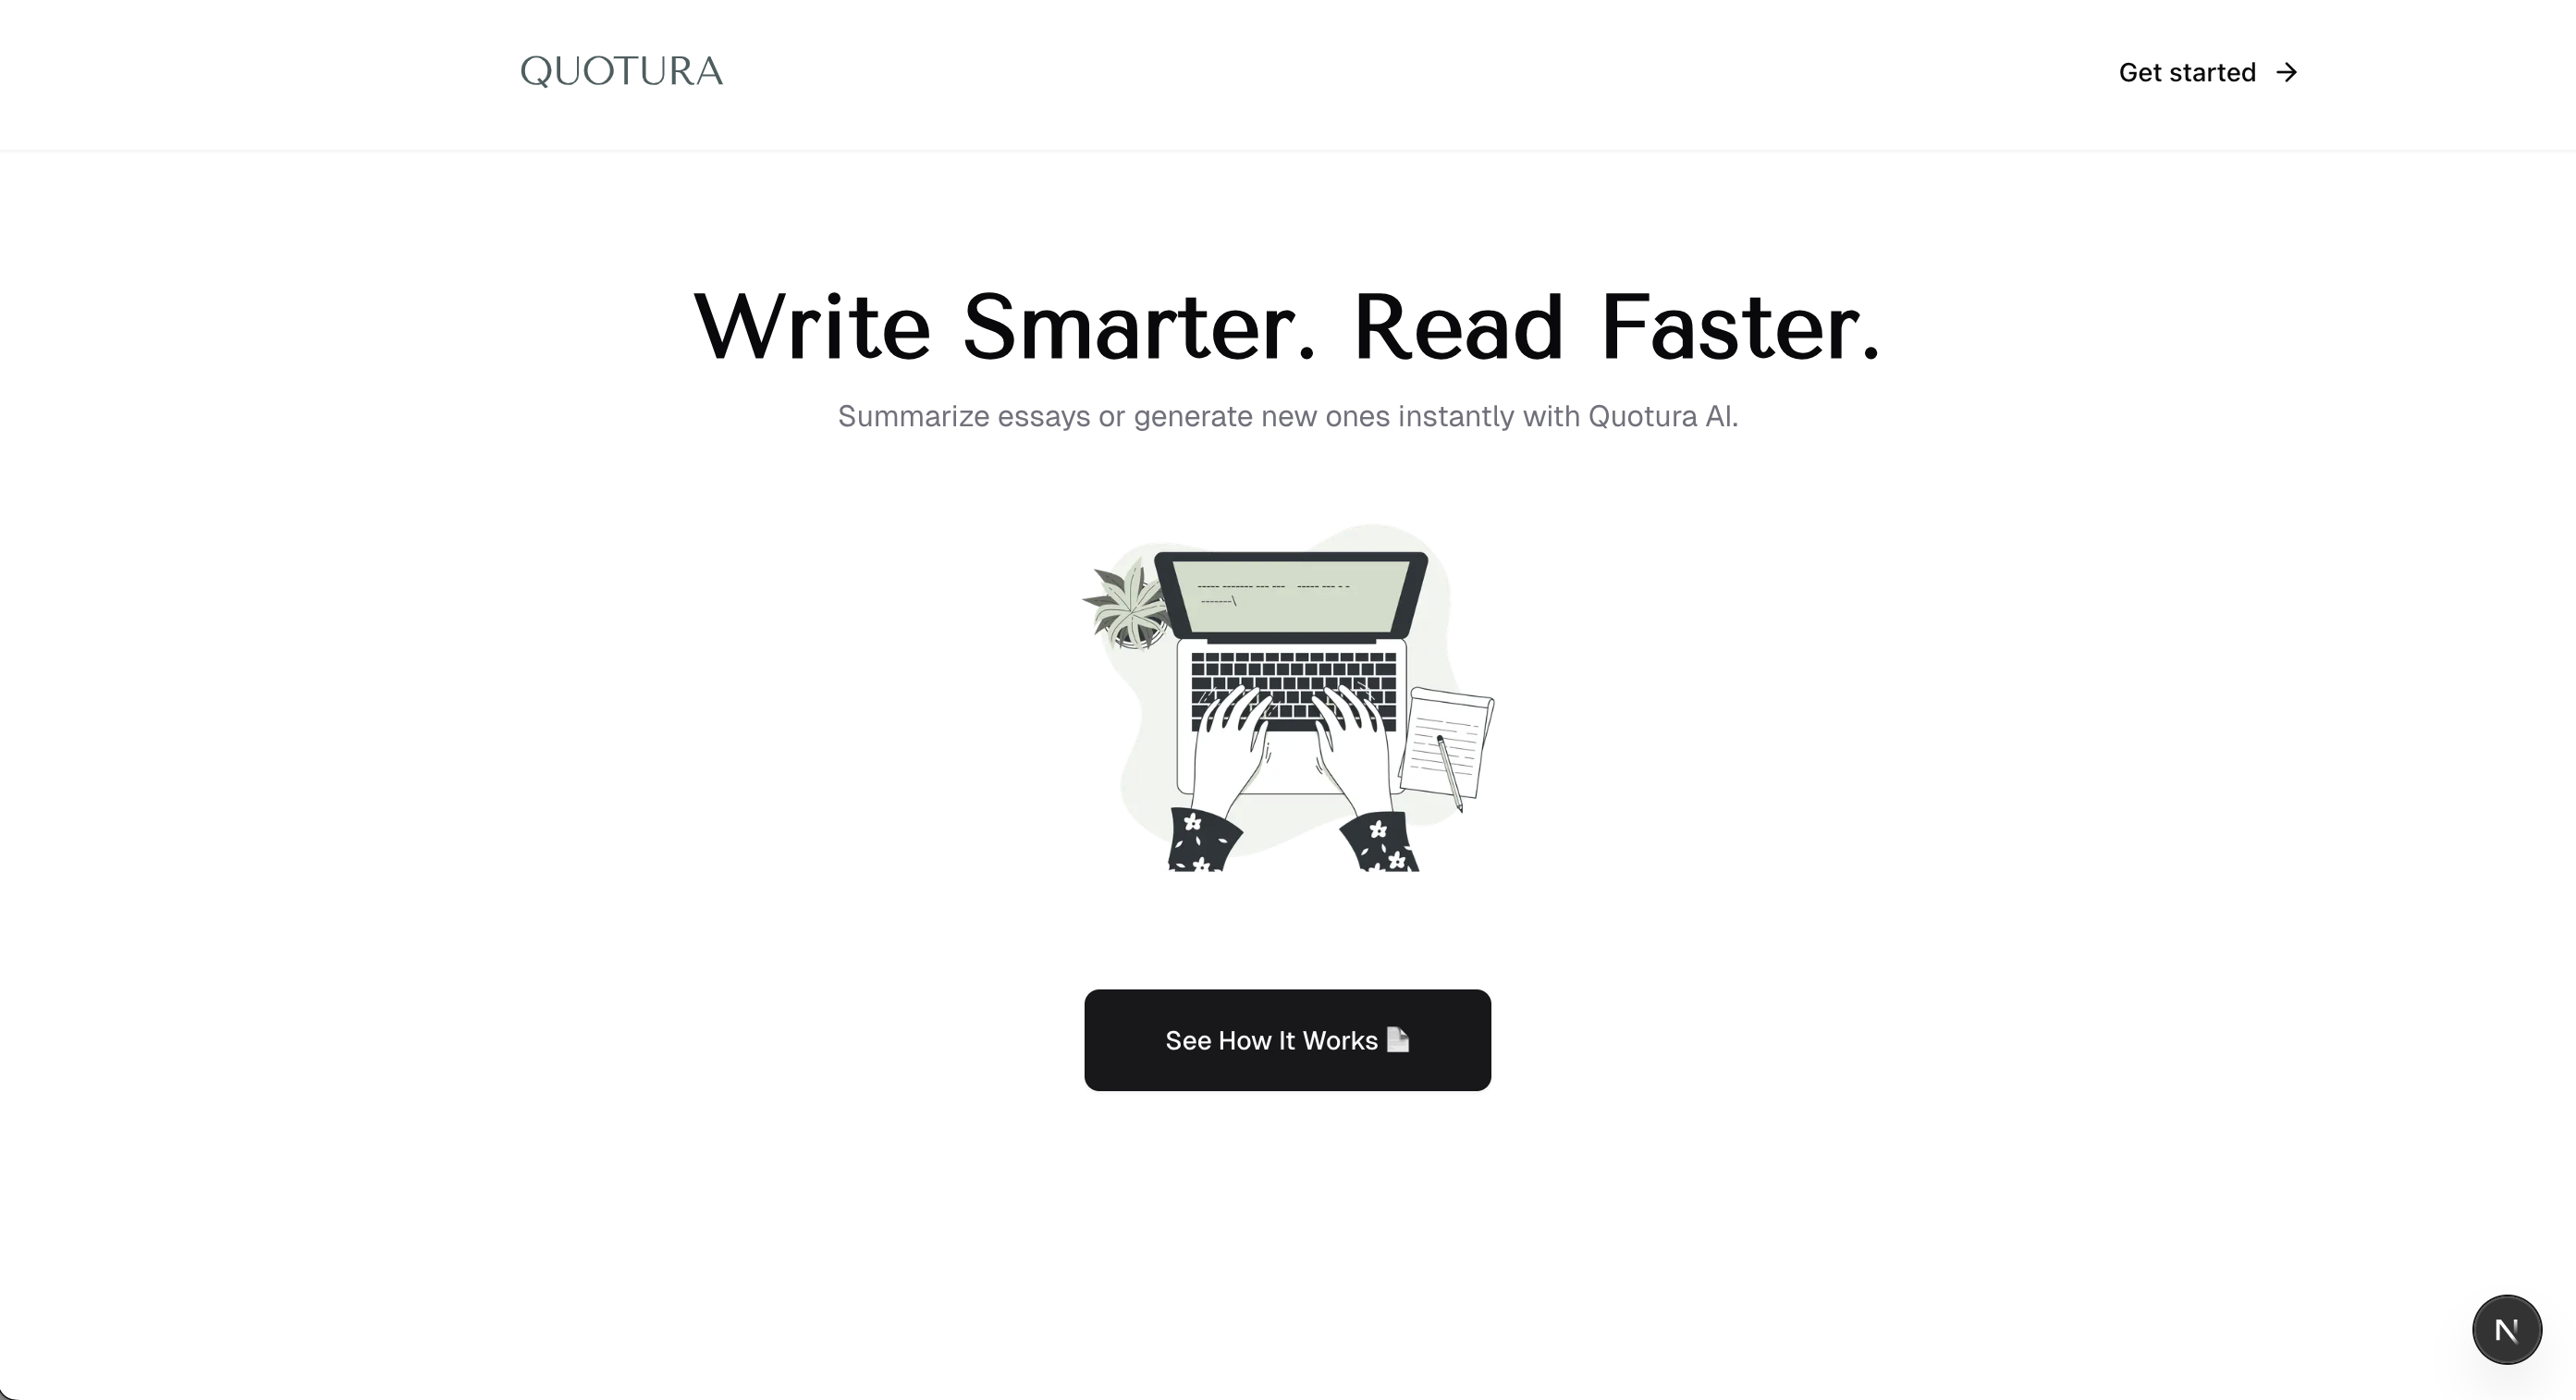 QUOTURA
Get started →
Write Smarter. Read Faster.
Summarize essays or generate new ones instantly with Quotura AI.
See How It Works 📄
N